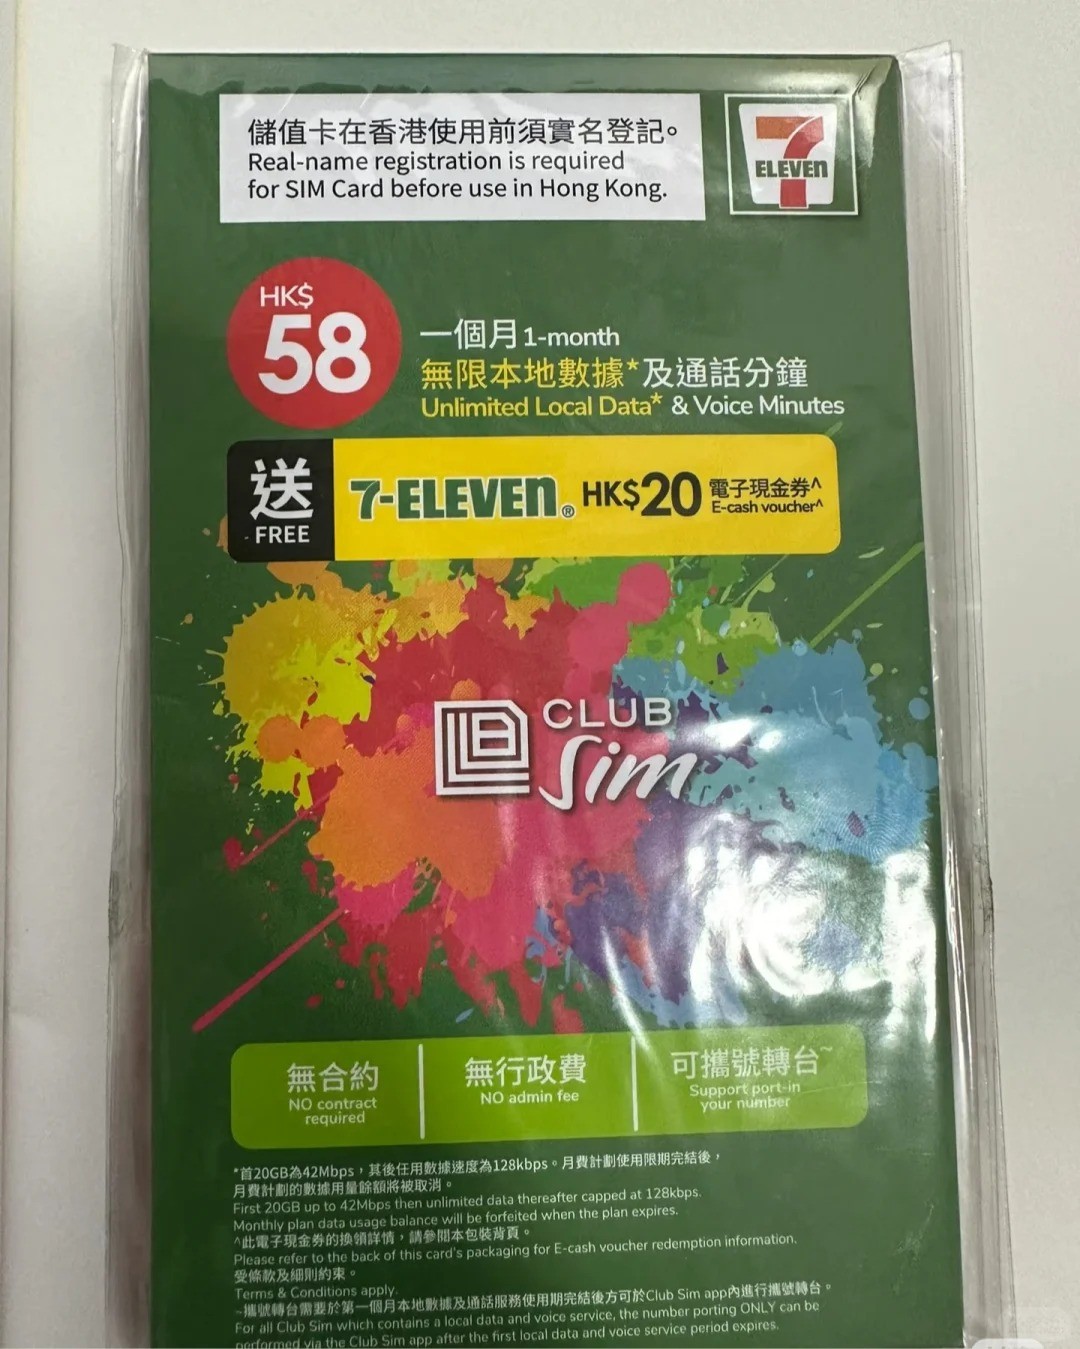 儲值卡在香港使用前須實名登記。
Real-name registration is required
for SIM Card before use in Hong Kong.
7
ELEVEn
HK$
58
一個月 1-month
無限本地數據*及通話分鐘
Unlimited Local Data* & Voice Minutes
送
FREE
7-ELEVEn® HK$20 電子現金券^
E-cash voucher^
CLUB
Sim
無合約
NO contract
required
無行政費
NO admin fee
可攜號轉台~
Support port-in
your number
*首20GB為42Mbps，其後任用數據速度為128kbps。月費計劃使用限期完結後，
月費計劃的數據用量餘額將被取消。
First 20GB up to 42Mbps then unlimited data thereafter capped at 128kbps.
Monthly plan data usage balance will be forfeited when the plan expires.
^此電子現金券的換領詳情，請參閱本包裝背頁。
Please refer to the back of this card's packaging for E-cash voucher redemption information.
受條款及細則約束。
Terms & Conditions apply.
~攜號轉台需要於第一個月本地數據及通話服務使用期完結後方可於Club Sim app內進行攜號轉台。
For all Club Sim which contains a local data and voice service, the number porting ONLY can be
performed via the Club Sim app after the first local data and voice service period expires.